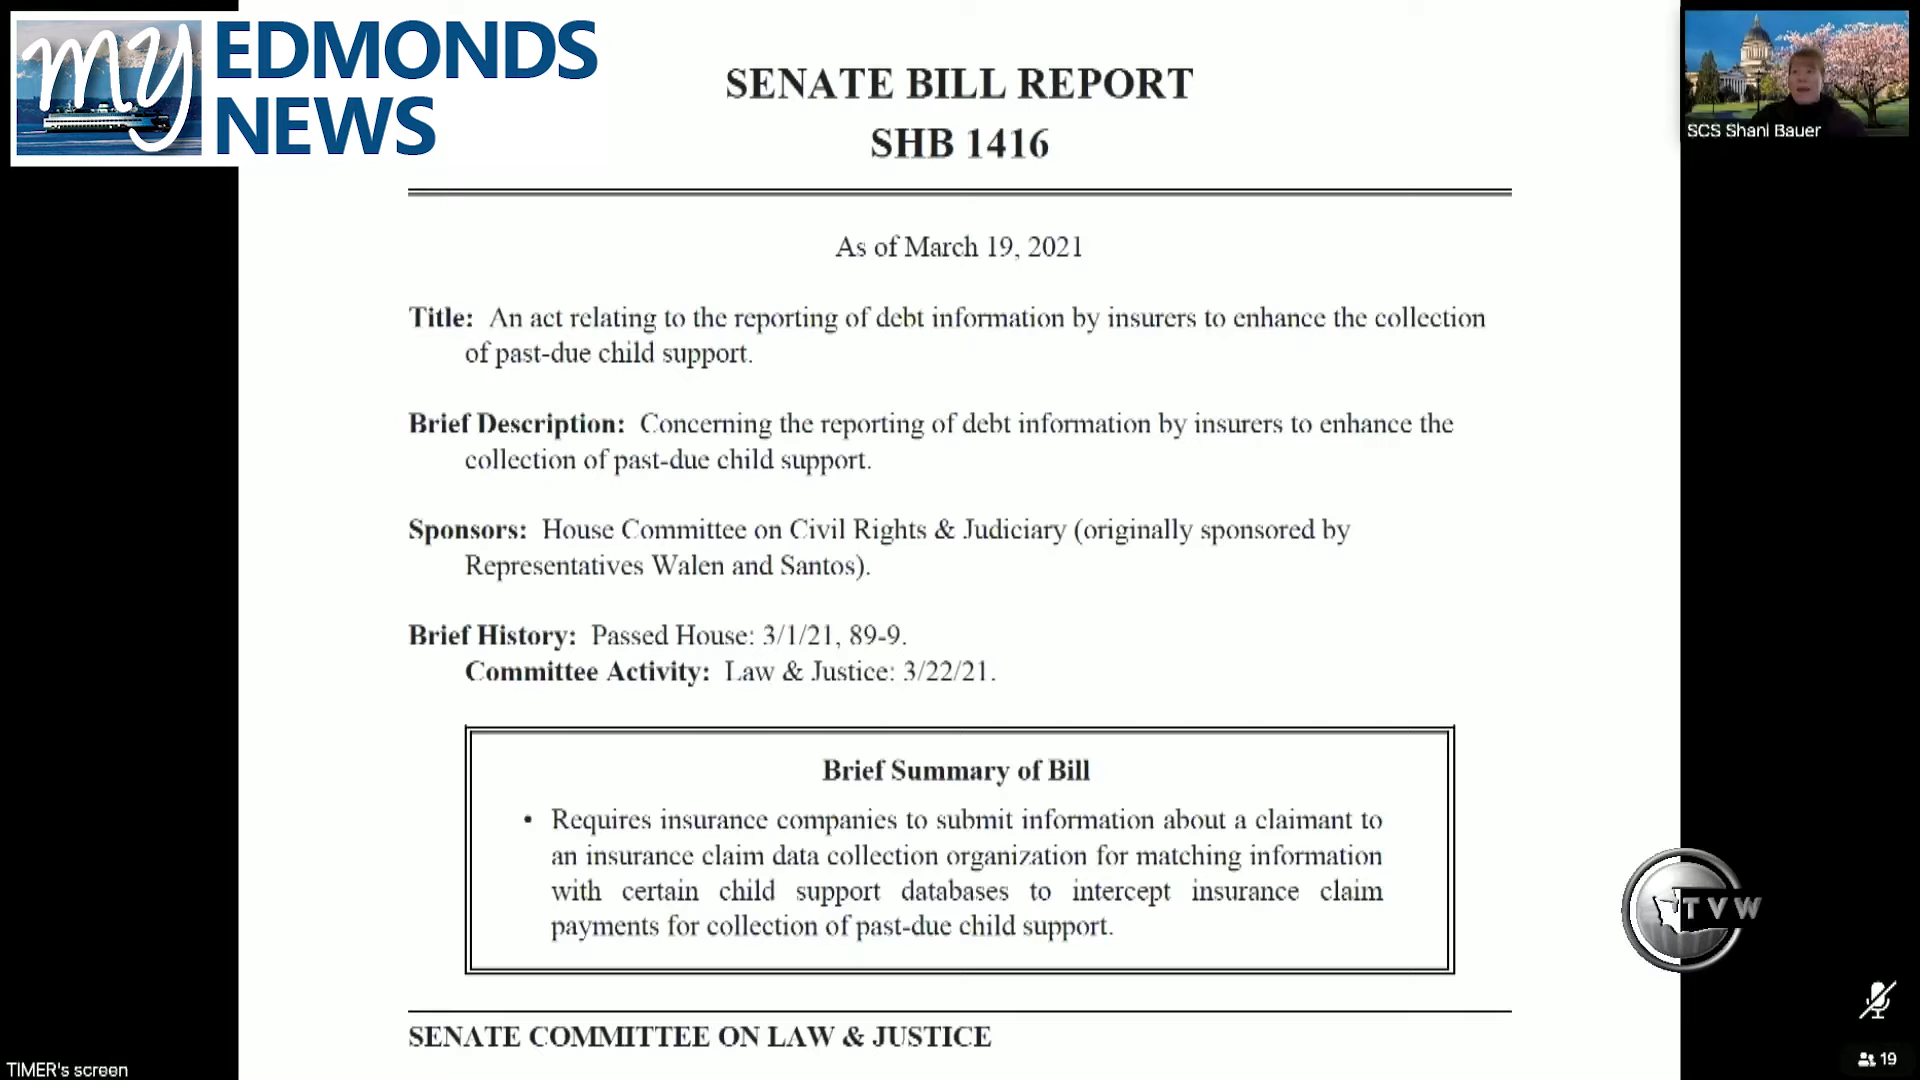 my EDMONDS
NEWS
SENATE BILL REPORT
SHB 1416
SCS Shani Bauer
As of March 19, 2021
Title: An act relating to the reporting of debt information by insurers to enhance the collection
of past-due child support.
Brief Description: Concerning the reporting of debt information by insurers to enhance the
collection of past-due child support.
Sponsors: House Committee on Civil Rights & Judiciary (originally sponsored by
Representatives Walen and Santos).
Brief History: Passed House: 3/1/21, 89-9.
Committee Activity: Law & Justice: 3/22/21.
Brief Summary of Bill
• Requires insurance companies to submit information about a claimant to
an insurance claim data collection organization for matching information
with certain child support databases to intercept insurance claim
payments for collection of past-due child support.
TVW
SENATE COMMITTEE ON LAW & JUSTICE
TIMER's screen
19